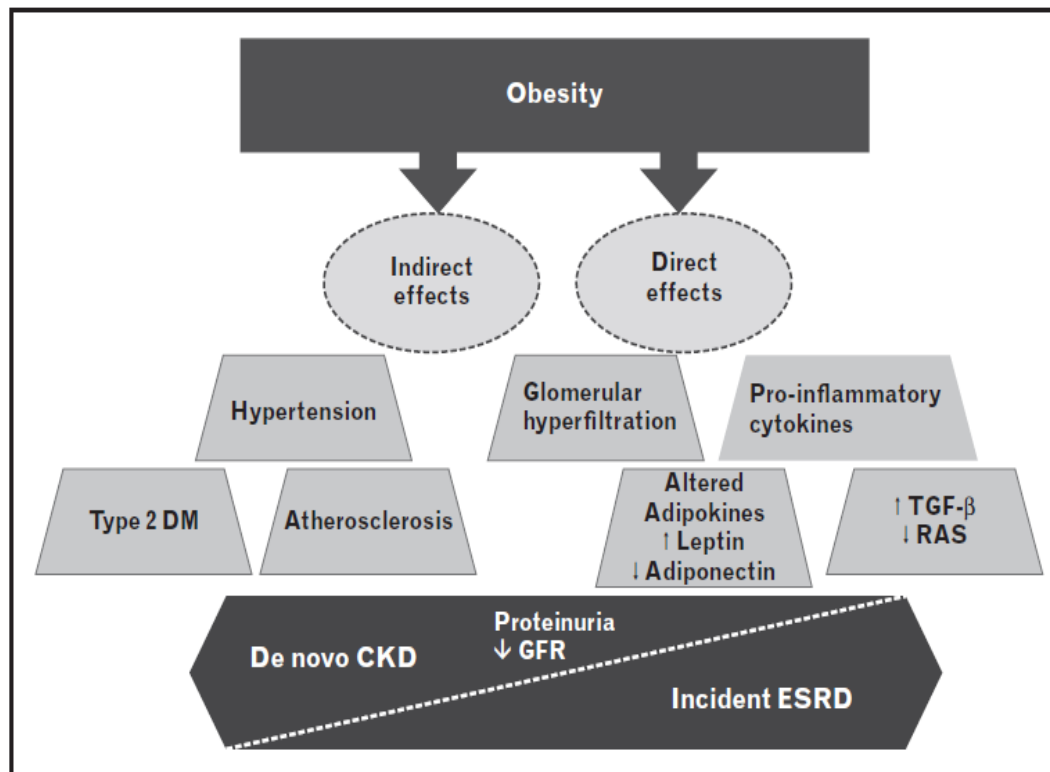 Obesity
Indirect
effects
Direct
effects
Hypertension
Glomerular
hyperfiltration
Pro-inflammatory
cytokines
Type 2 DM
Atherosclerosis
Altered
Adipokines
↑ Leptin
↓ Adiponectin
↑ TGF-β
↓ RAS
De novo CKD
Proteinuria
↓ GFR
Incident ESRD